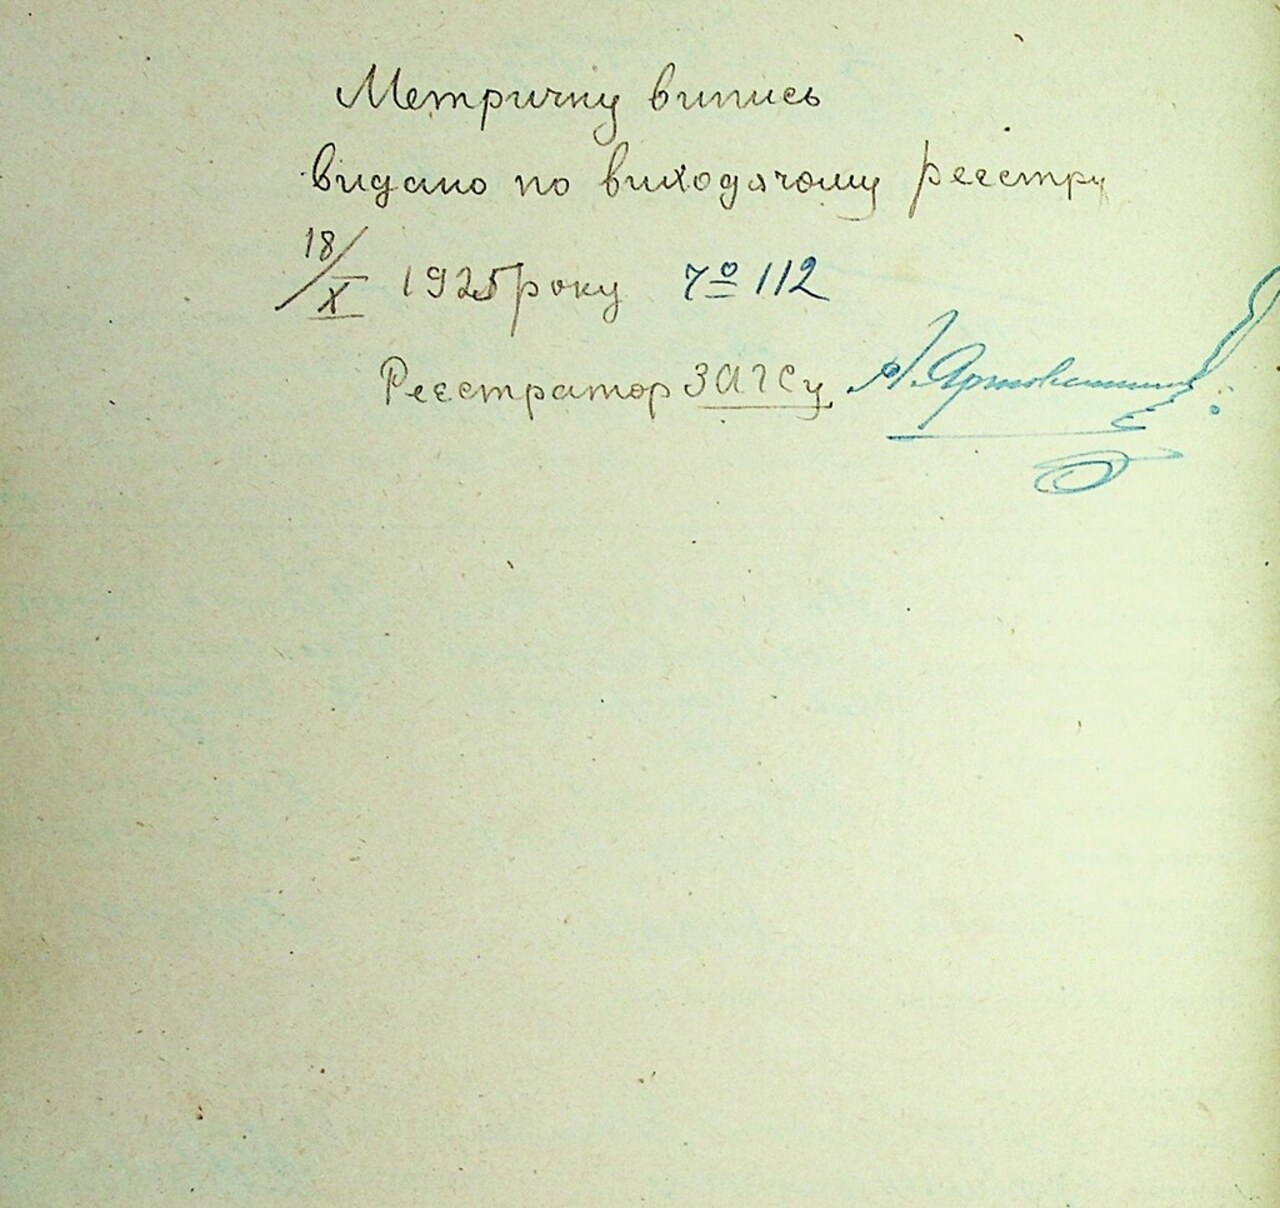 Метричну випись
видано по виходячому реєстру
18/X 1925 року № 112
Реєстратор ЗАГСу